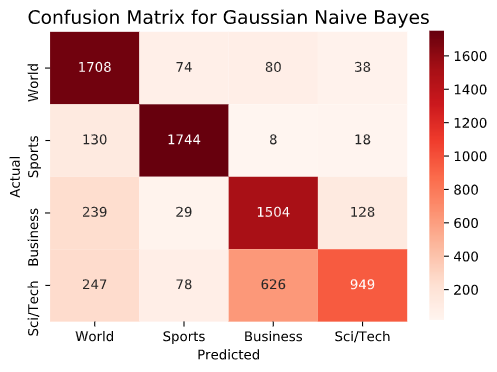 Confusion Matrix for Gaussian Naive Bayes
Actual
World
1708 74 80 38
Sports
130 1744 8 18
Business
239 29 1504 128
Sci/Tech
247 78 626 949
World Sports Business Sci/Tech
Predicted
1600
1400
1200
1000
800
600
400
200